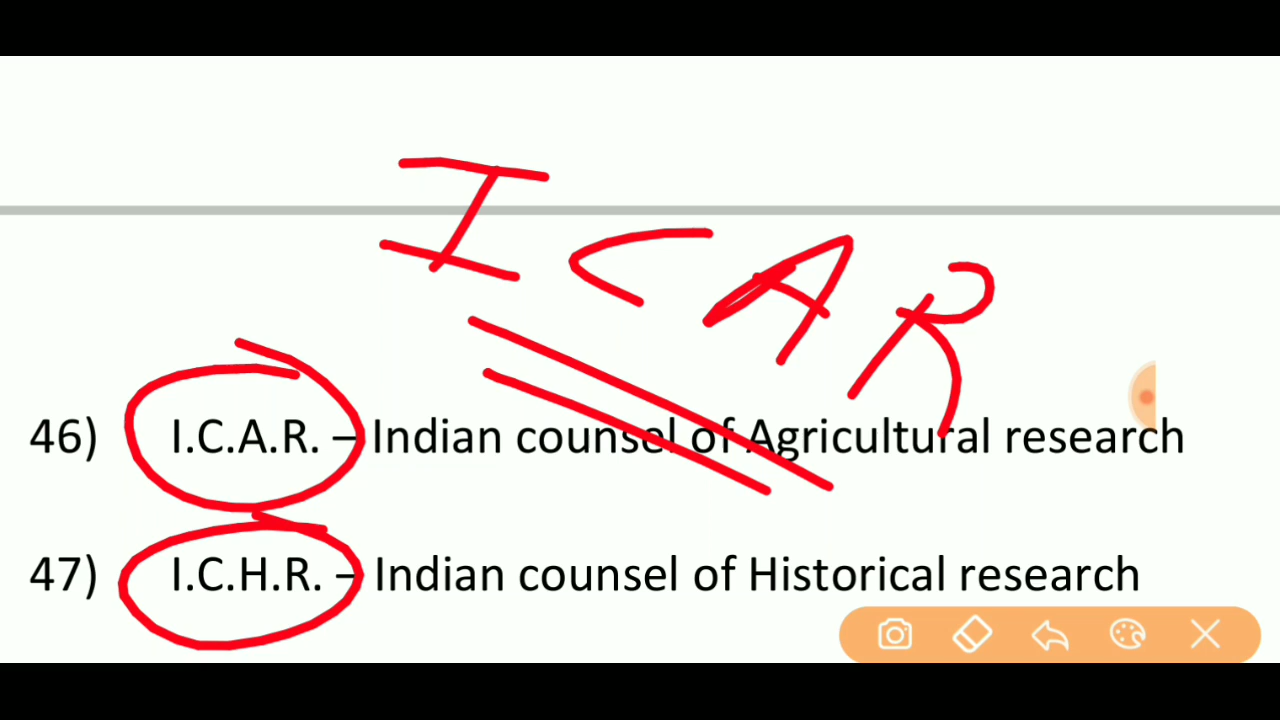 ICAR
46) I.C.A.R. – Indian counsel of Agricultural research
47) I.C.H.R. – Indian counsel of Historical research